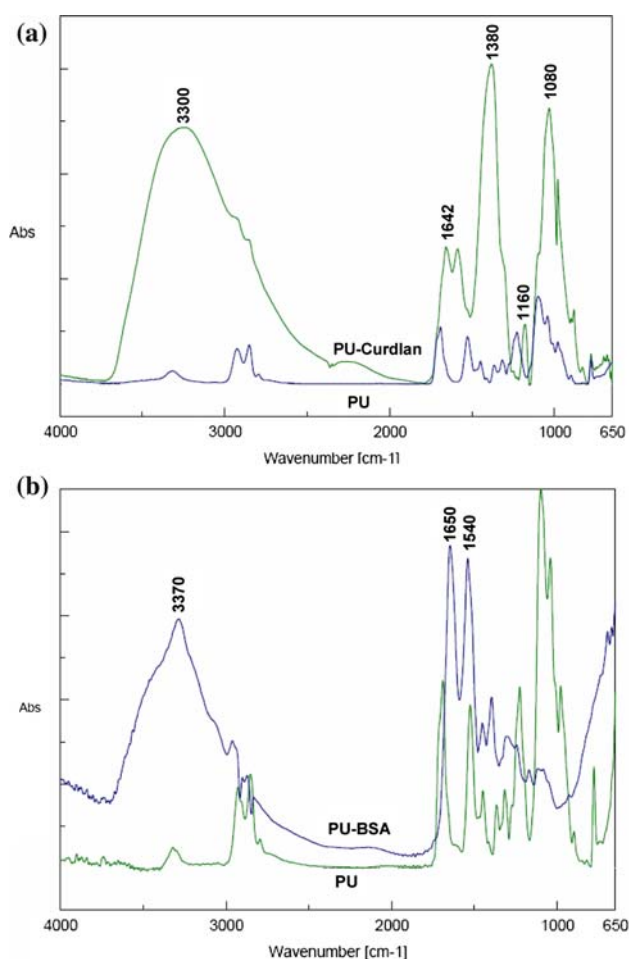 (a)
3300
1380
1080
1642
1160
Abs
PU-Curdlan
PU
4000 3000 2000 1000 650
Wavenumber [cm-1]
(b)
1650
1540
3370
Abs
PU-BSA
PU
4000 3000 2000 1000 650
Wavenumber [cm-1]